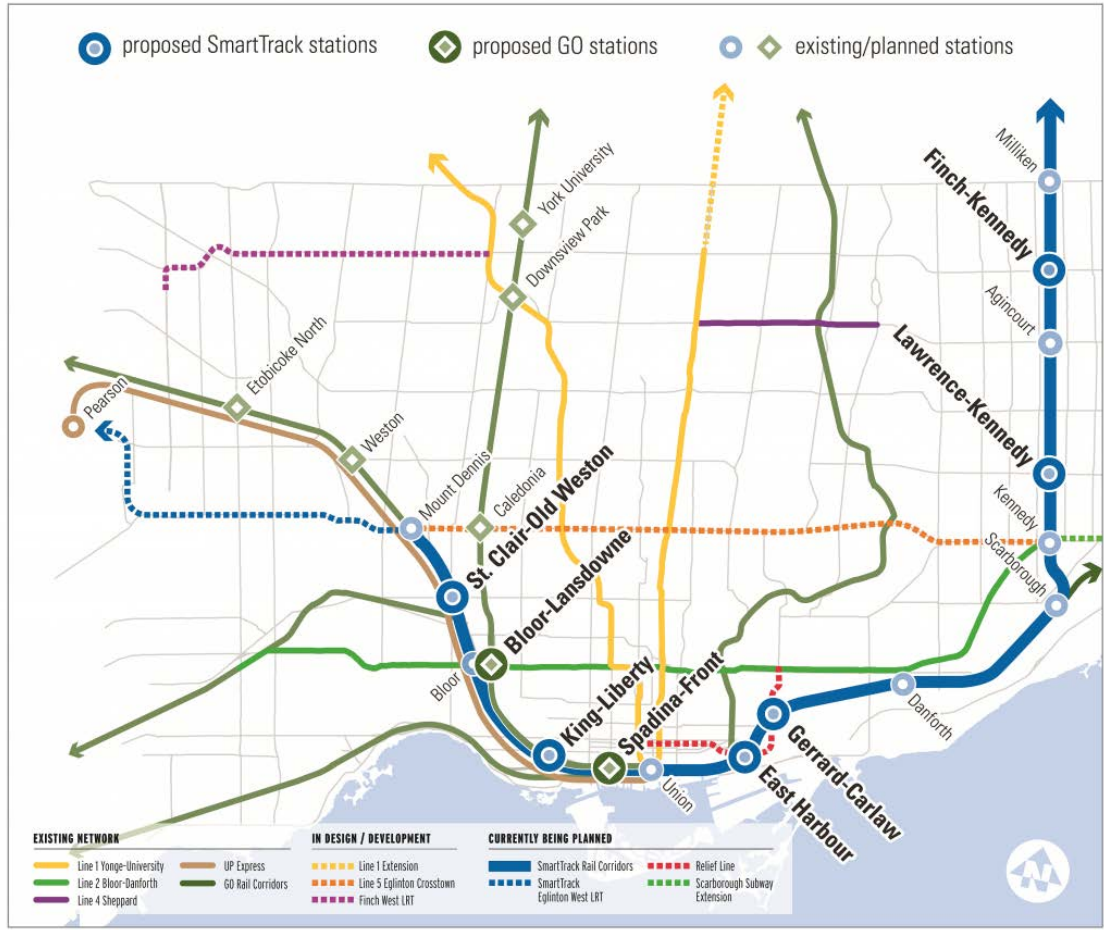 proposed SmartTrack stations
proposed GO stations
existing/planned stations
Milliken
Finch-Kennedy
York University
Downsview Park
Agincourt
Lawrence-Kennedy
Etobicoke North
Pearson
Weston
Mount Dennis
Caledonia
Kennedy
St. Clair-Old Weston
Scarborough
Bloor-Lansdowne
Bloor
King-Liberty
Spadina-Front
Danforth
Gerrard-Carlaw
Union
East Harbour
EXISTING NETWORK
Line 1 Yonge-University
Line 2 Bloor-Danforth
Line 4 Sheppard
UP Express
GO Rail Corridors
IN DESIGN / DEVELOPMENT
Line 1 Extension
Line 5 Eglinton Crosstown
Finch West LRT
CURRENTLY BEING PLANNED
SmartTrack Rail Corridors
SmartTrack
Eglinton West LRT
Relief Line
Scarborough Subway
Extension
N